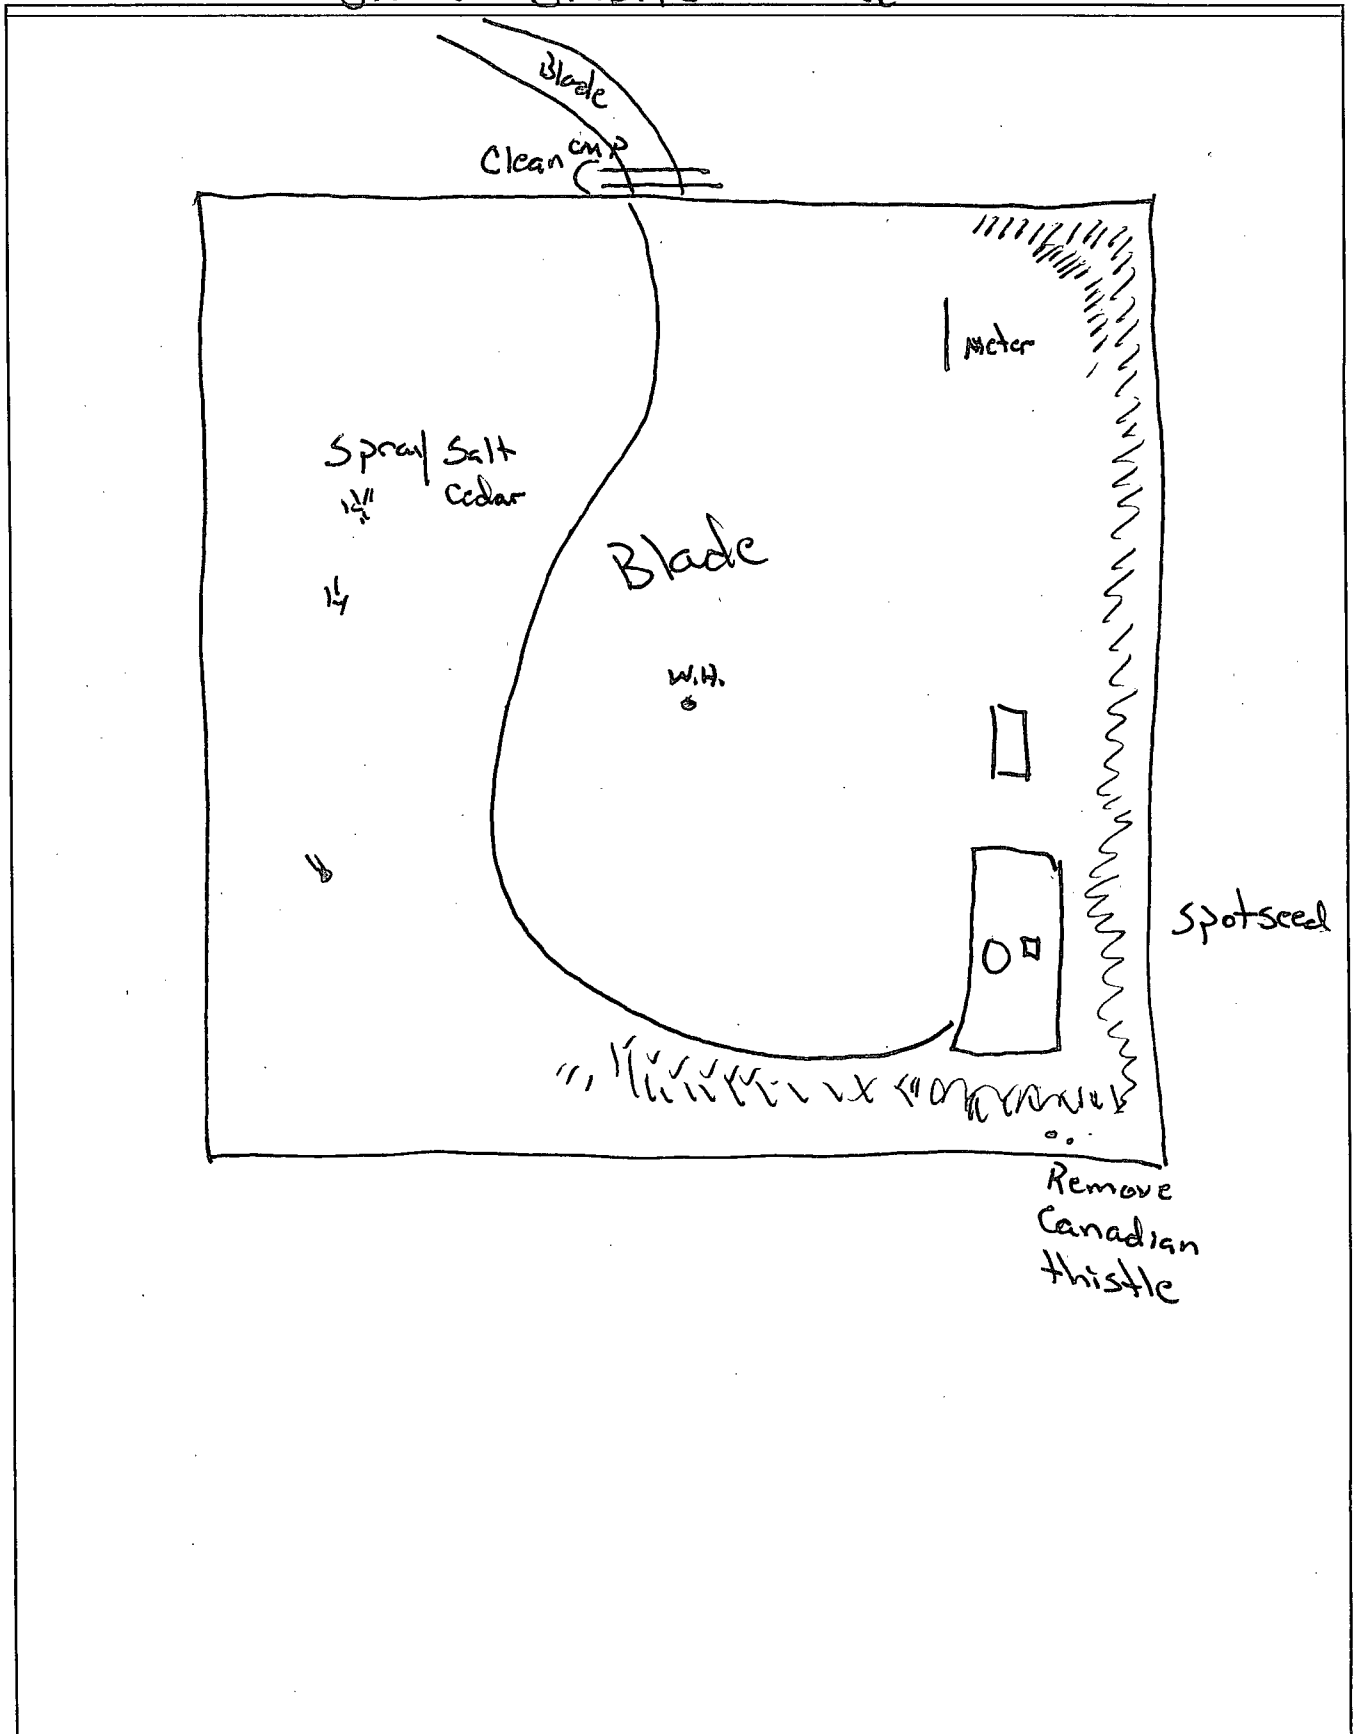 Blade
Clean CMP
Meter
Spray Salt
Cedar
Blade
W.H.
Spotseed
Remove
Canadian
thistle